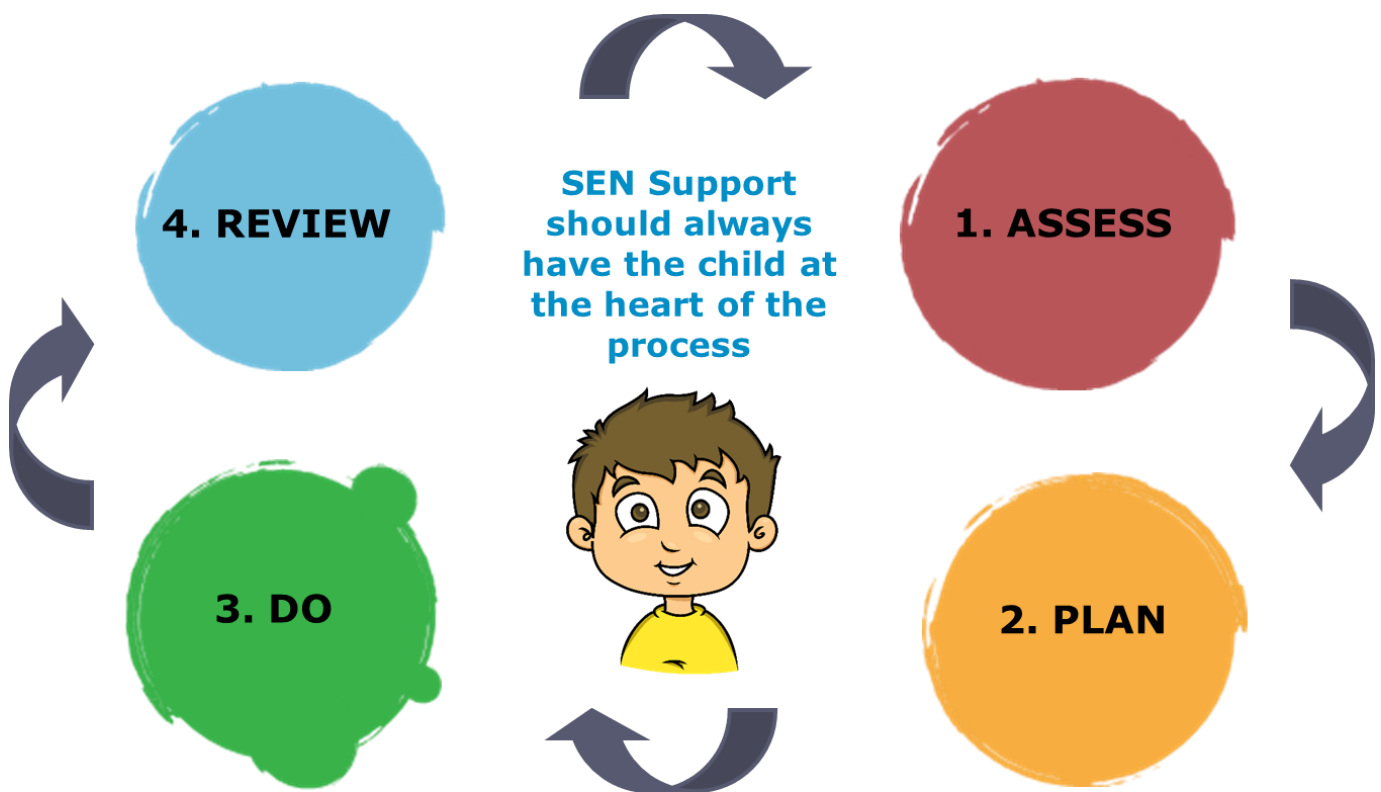 SEN Support
should always
have the child at
the heart of the
process
1. ASSESS
2. PLAN
3. DO
4. REVIEW